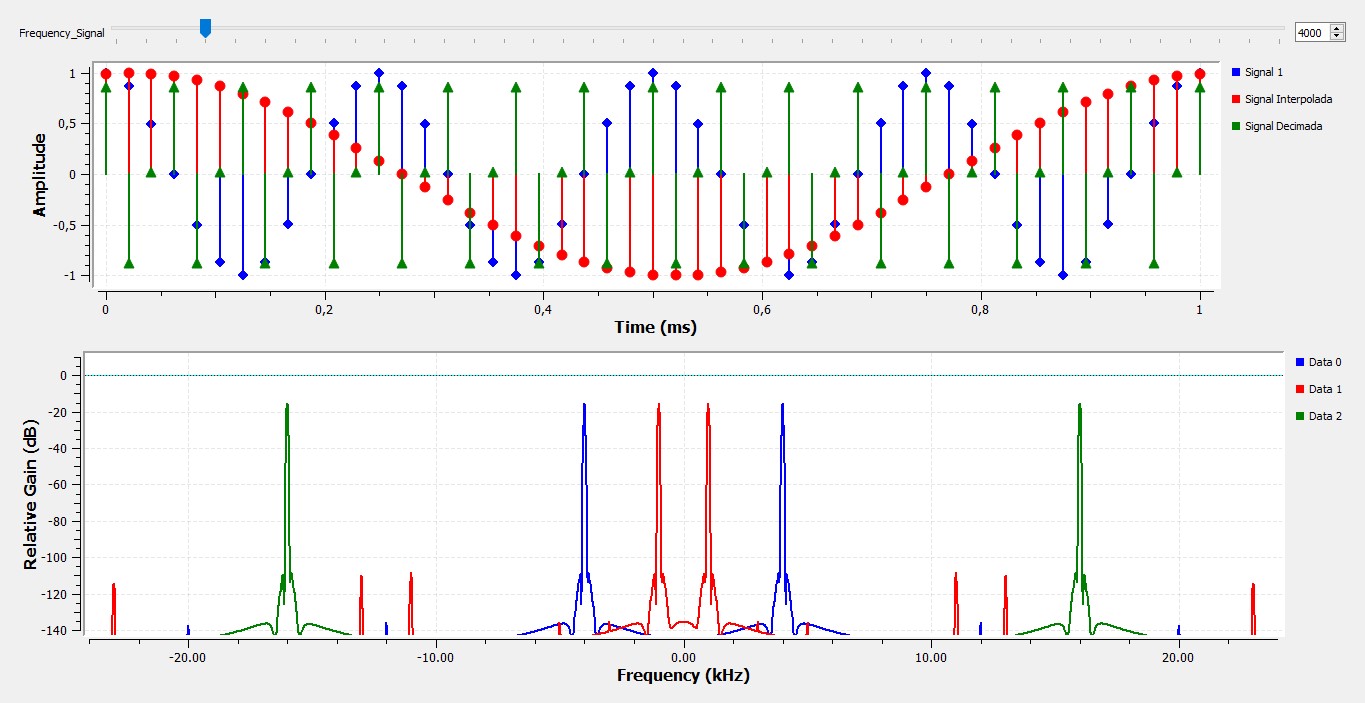 Frequency_Signal
4000
1
0,5
0
-0,5
-1
Amplitude
0
0,2
0,4
0,6
0,8
1
Time (ms)
Signal 1
Signal Interpolada
Signal Decimada
0
-20
-40
-60
-80
-100
-120
-140
Relative Gain (dB)
-20.00
-10.00
0.00
10.00
20.00
Frequency (kHz)
Data 0
Data 1
Data 2